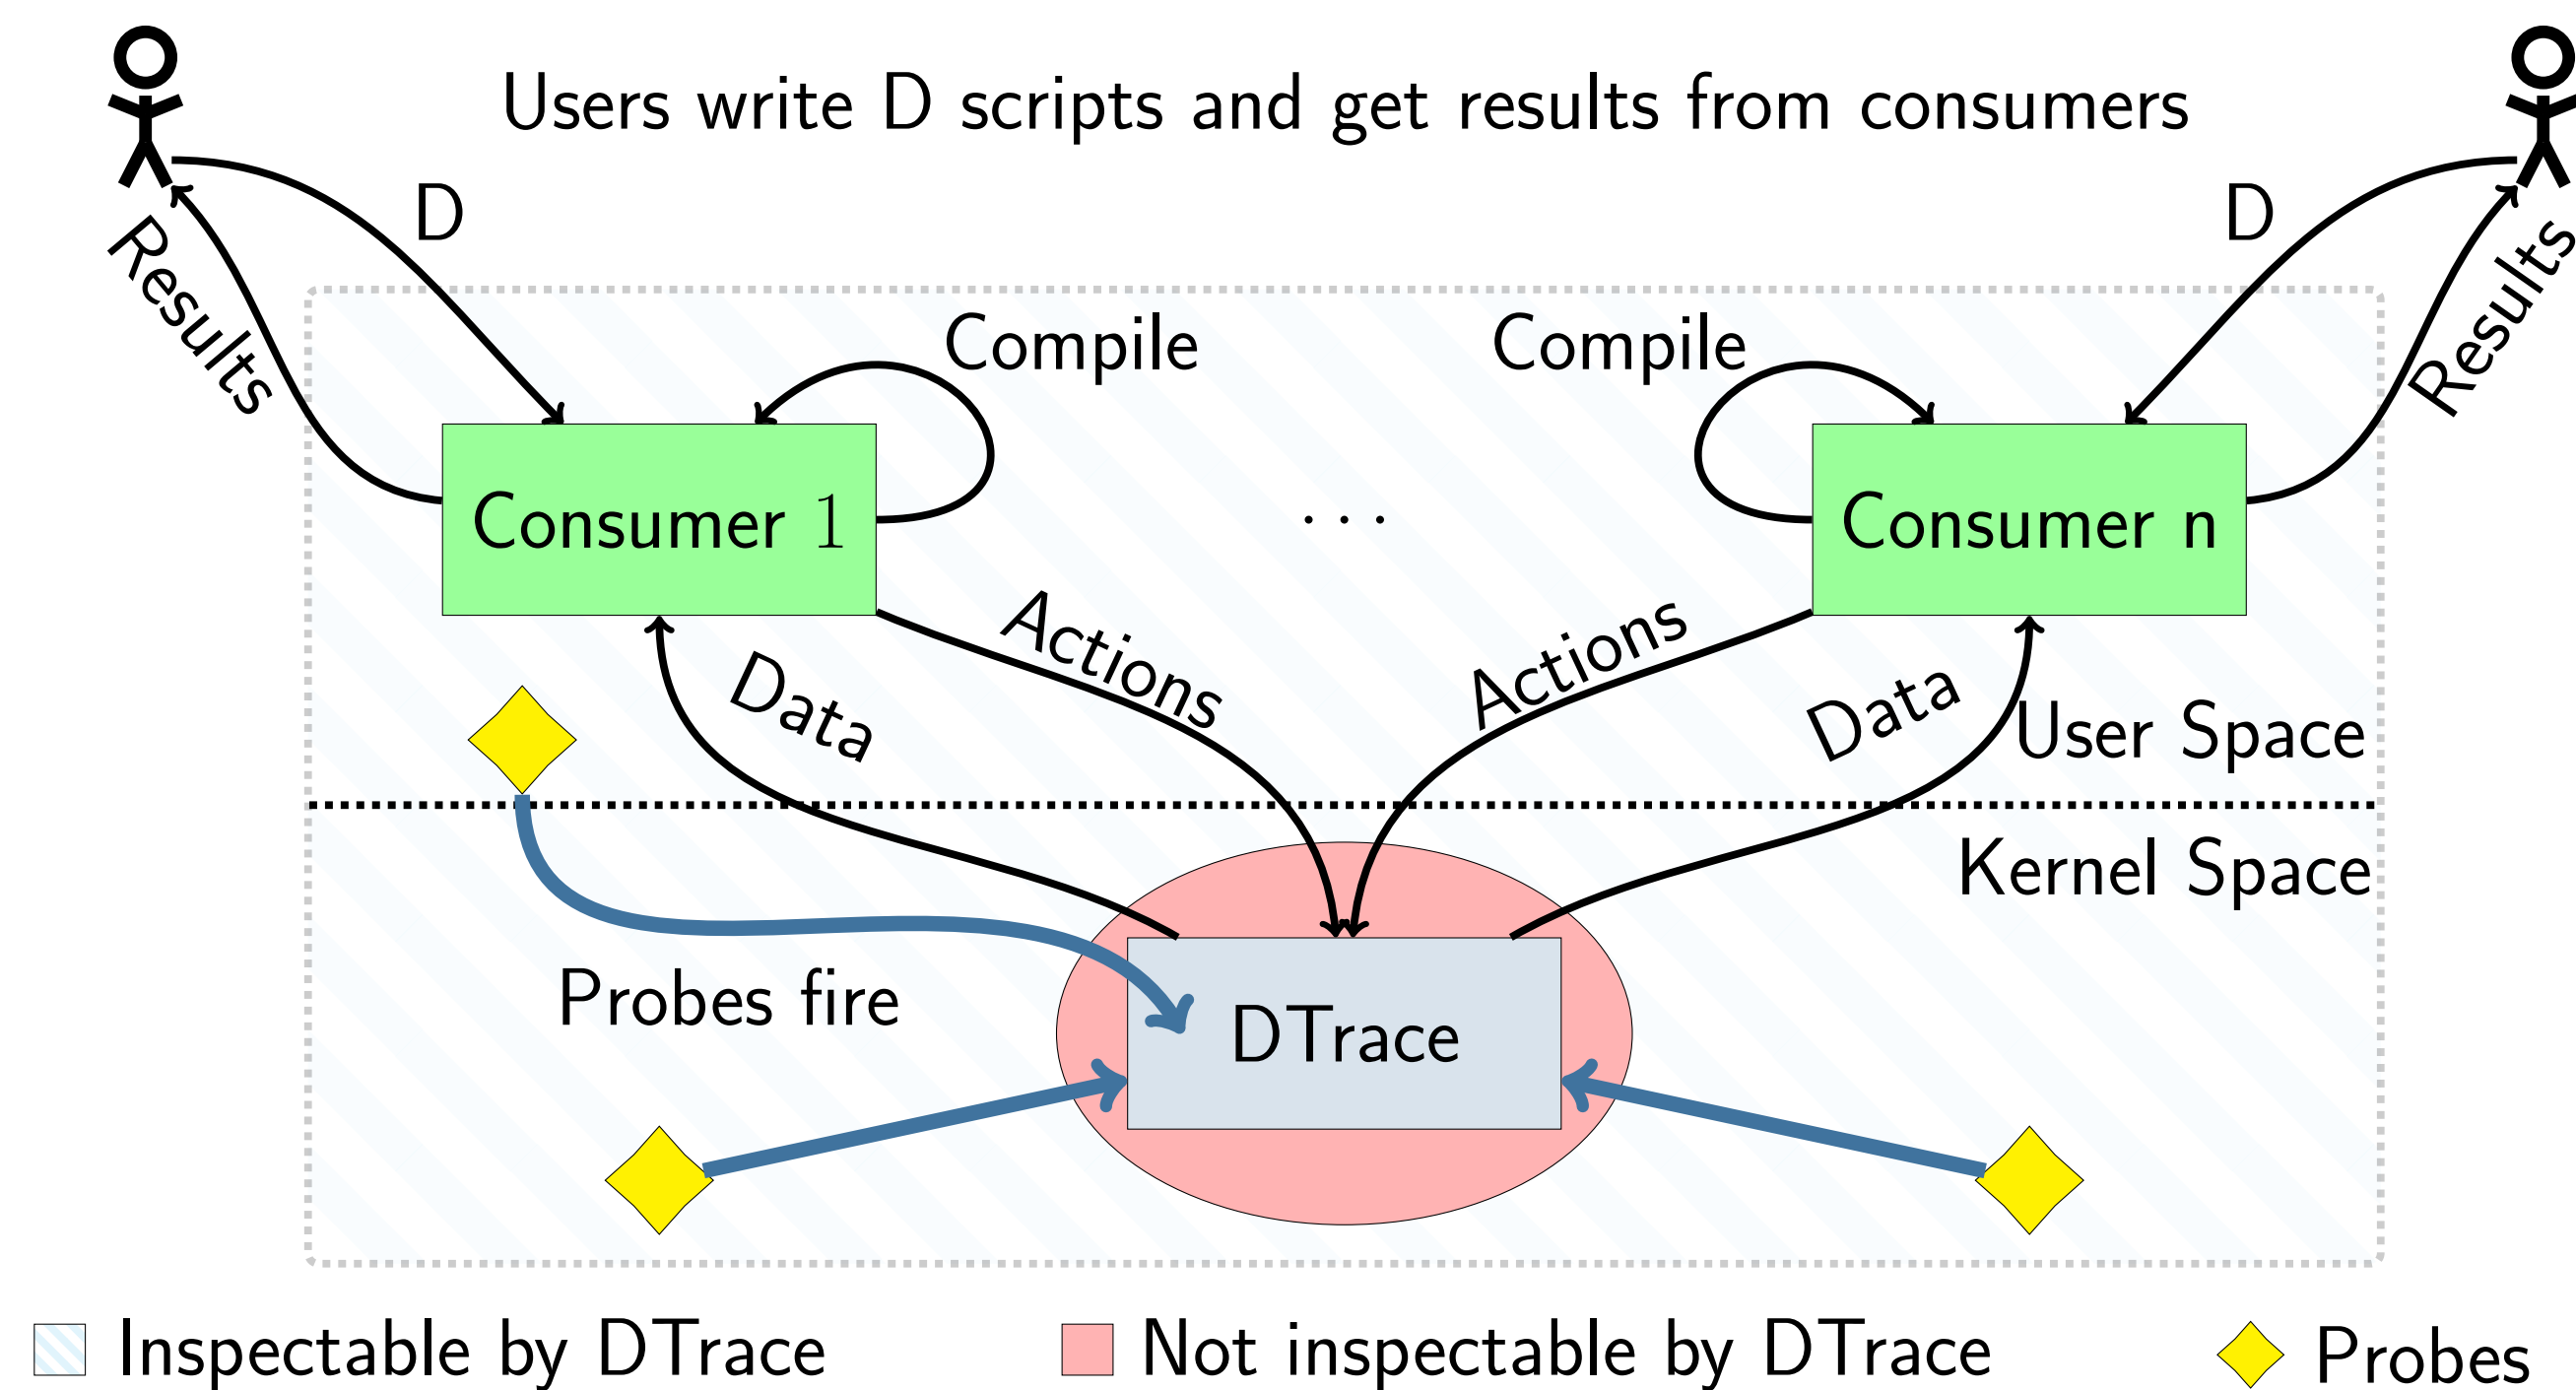 Users write D scripts and get results from consumers
D
D
Results
Results
Compile
Compile
Consumer 1
. . .
Consumer n
Actions
Actions
Data
Data
User Space
Kernel Space
Probes fire
DTrace
Inspectable by DTrace
Not inspectable by DTrace
Probes